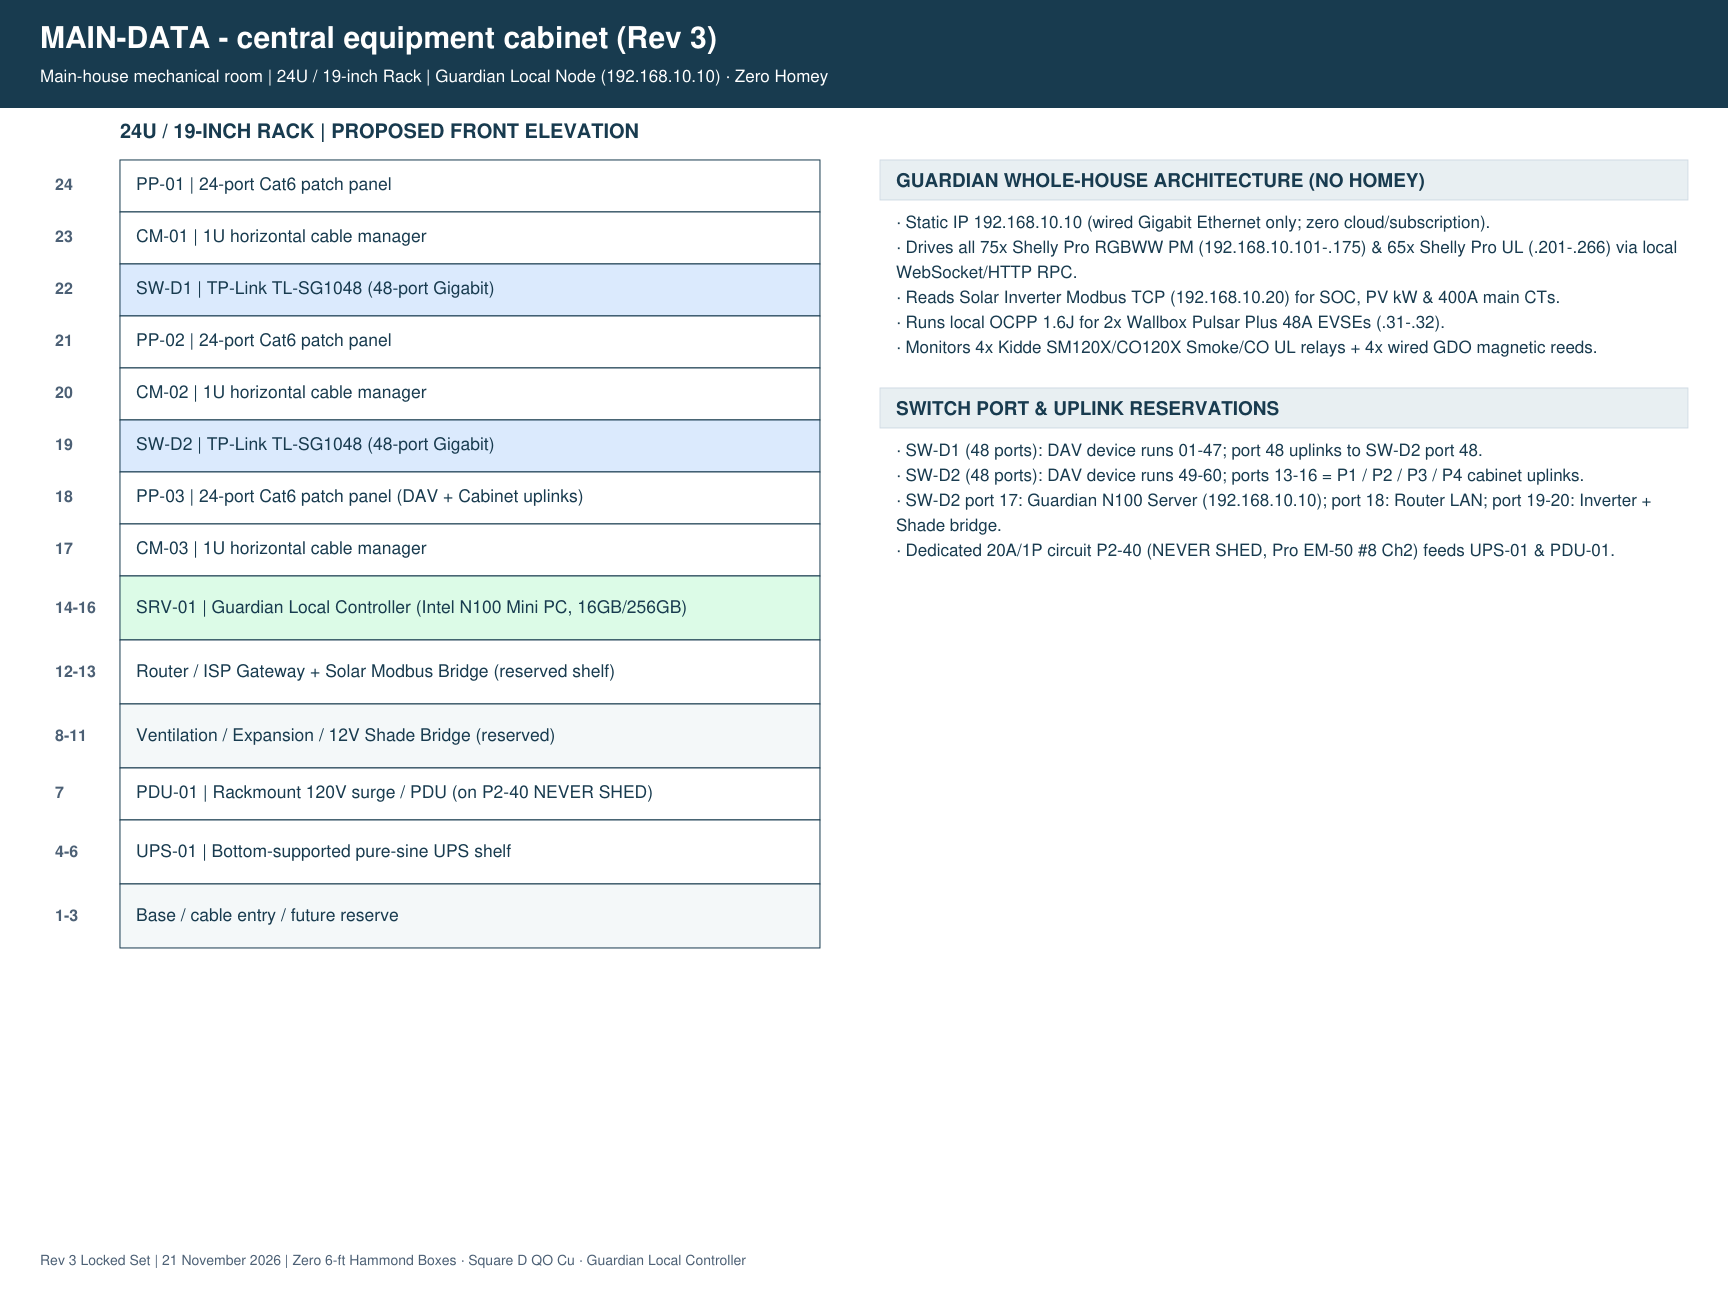 MAIN-DATA - central equipment cabinet (Rev 3)
Main-house mechanical room | 24U / 19-inch Rack | Guardian Local Node (192.168.10.10) · Zero Homey
24U / 19-INCH RACK | PROPOSED FRONT ELEVATION
24 PP-01 | 24-port Cat6 patch panel
23 CM-01 | 1U horizontal cable manager
22 SW-D1 | TP-Link TL-SG1048 (48-port Gigabit)
21 PP-02 | 24-port Cat6 patch panel
20 CM-02 | 1U horizontal cable manager
19 SW-D2 | TP-Link TL-SG1048 (48-port Gigabit)
18 PP-03 | 24-port Cat6 patch panel (DAV + Cabinet uplinks)
17 CM-03 | 1U horizontal cable manager
14-16 SRV-01 | Guardian Local Controller (Intel N100 Mini PC, 16GB/256GB)
12-13 Router / ISP Gateway + Solar Modbus Bridge (reserved shelf)
8-11 Ventilation / Expansion / 12V Shade Bridge (reserved)
7 PDU-01 | Rackmount 120V surge / PDU (on P2-40 NEVER SHED)
4-6 UPS-01 | Bottom-supported pure-sine UPS shelf
1-3 Base / cable entry / future reserve
GUARDIAN WHOLE-HOUSE ARCHITECTURE (NO HOMEY)
· Static IP 192.168.10.10 (wired Gigabit Ethernet only; zero cloud/subscription).
· Drives all 75x Shelly Pro RGBWW PM (192.168.10.101-.175) & 65x Shelly Pro UL (.201-.266) via local
WebSocket/HTTP RPC.
· Reads Solar Inverter Modbus TCP (192.168.10.20) for SOC, PV kW & 400A main CTs.
· Runs local OCPP 1.6J for 2x Wallbox Pulsar Plus 48A EVSEs (.31-.32).
· Monitors 4x Kidde SM120X/CO120X Smoke/CO UL relays + 4x wired GDO magnetic reeds.
SWITCH PORT & UPLINK RESERVATIONS
· SW-D1 (48 ports): DAV device runs 01-47; port 48 uplinks to SW-D2 port 48.
· SW-D2 (48 ports): DAV device runs 49-60; ports 13-16 = P1 / P2 / P3 / P4 cabinet uplinks.
· SW-D2 port 17: Guardian N100 Server (192.168.10.10); port 18: Router LAN; port 19-20: Inverter +
Shade bridge.
· Dedicated 20A/1P circuit P2-40 (NEVER SHED, Pro EM-50 #8 Ch2) feeds UPS-01 & PDU-01.
Rev 3 Locked Set | 21 November 2026 | Zero 6-ft Hammond Boxes · Square D QO Cu · Guardian Local Controller